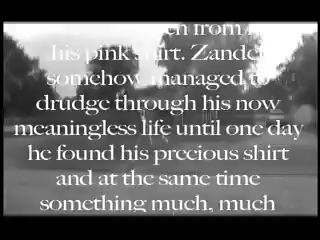 from
his pink shirt. Zander
somehow managed to
drudge through his now
meaningless life until one day
he found his precious shirt
and at the same time
something much, much